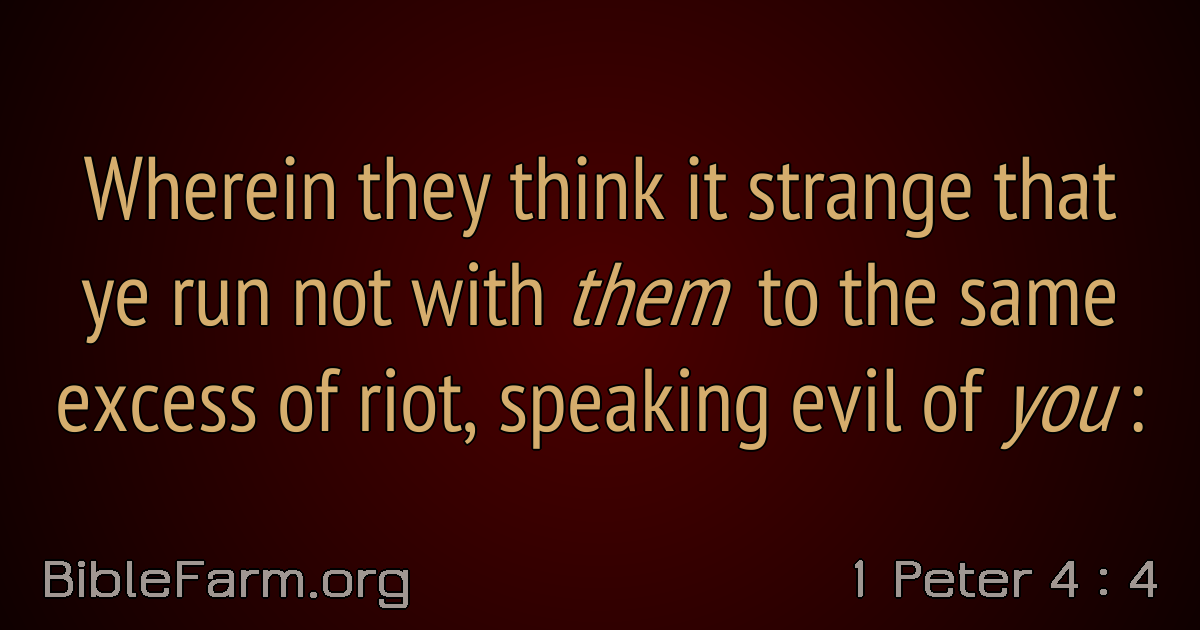 Wherein they think it strange that
ye run not with them to the same
excess of riot, speaking evil of you:
BibleFarm.org
1 Peter 4 : 4